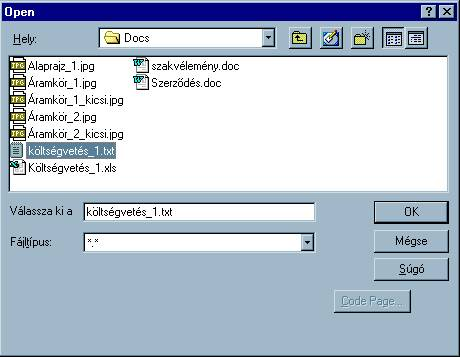 Open
Hely: Docs
Alaprajz_1.jpg
Áramkör_1.jpg
Áramkör_1_kicsi.jpg
Áramkör_2.jpg
Áramkör_2_kicsi.jpg
költségvetés_1.txt
Költségvetés_1.xls
szakvélemény.doc
Szerződés.doc
Válassza ki a költségvetés_1.txt
OK
Fájltípus: *.*
Mégse
Súgó
Code Page...